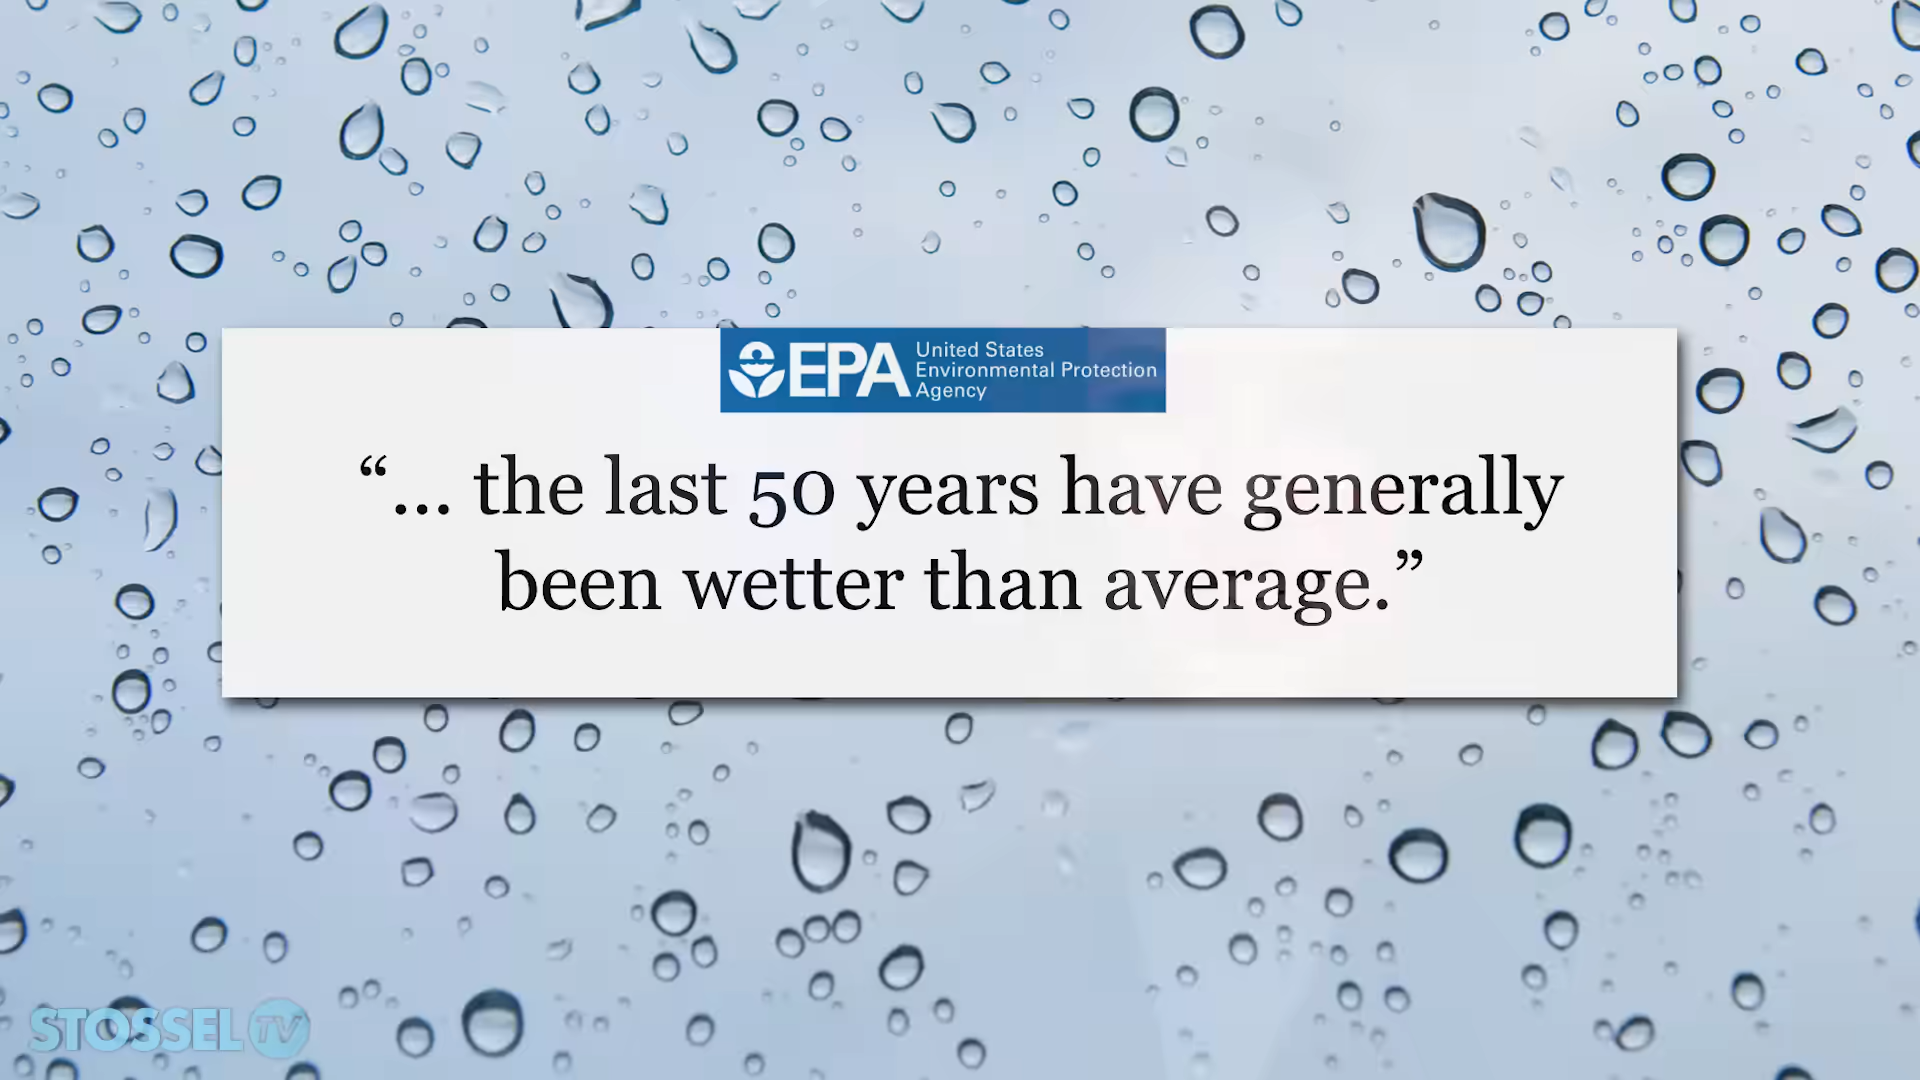 EPA
United States
Environmental Protection
Agency
“... the last 50 years have generally
been wetter than average.”
STOSSEL TV